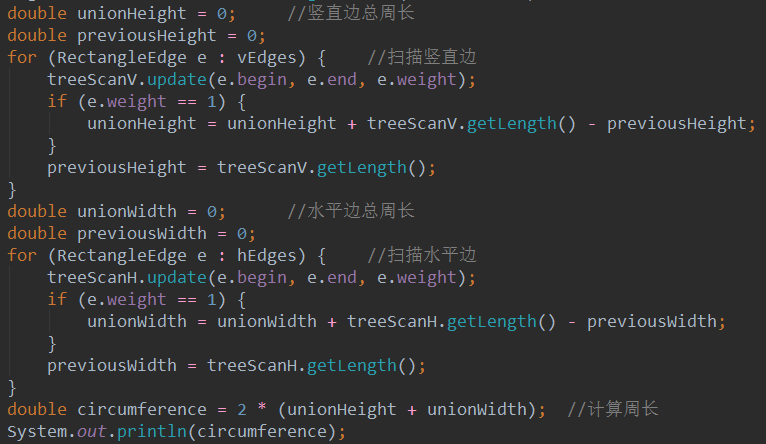 double unionHeight = 0;     //竖直边总周长
double previousHeight = 0;
for (RectangleEdge e : vEdges) {    //扫描竖直边
    treeScanV.update(e.begin, e.end, e.weight);
    if (e.weight == 1) {
        unionHeight = unionHeight + treeScanV.getLength() - previousHeight;
    }
    previousHeight = treeScanV.getLength();
}
double unionWidth = 0;      //水平边总周长
double previousWidth = 0;
for (RectangleEdge e : hEdges) {    //扫描水平边
    treeScanH.update(e.begin, e.end, e.weight);
    if (e.weight == 1) {
        unionWidth = unionWidth + treeScanH.getLength() - previousWidth;
    }
    previousWidth = treeScanH.getLength();
}
double circumference = 2 * (unionHeight + unionWidth);  //计算周长
System.out.println(circumference);